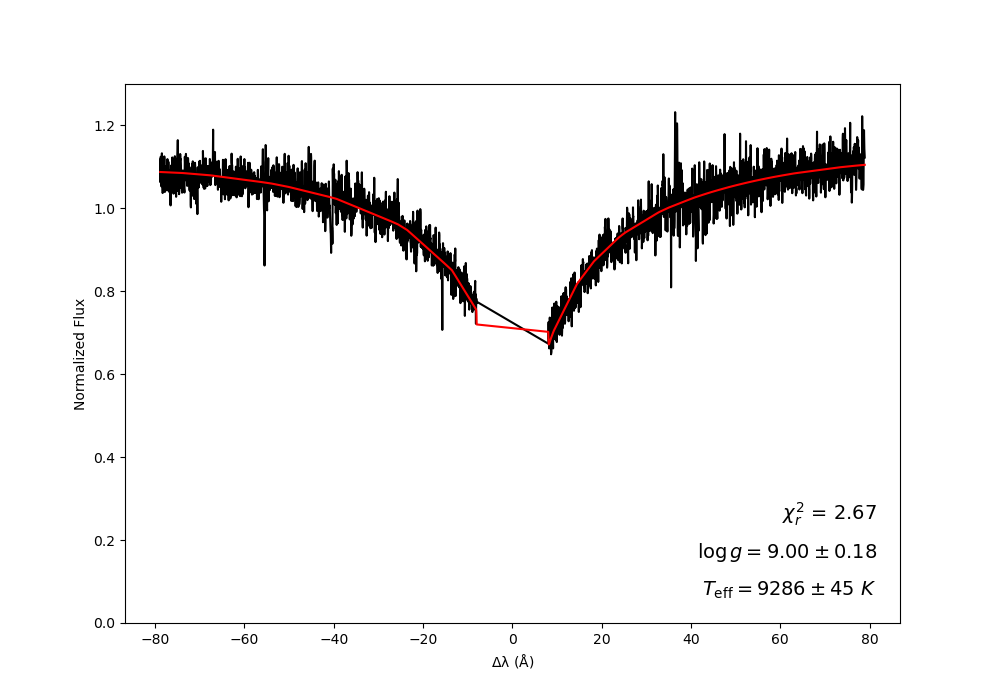 1.2
1.0
0.8
0.6
0.4
0.2
0.0
Normalized Flux
χ²ᵣ = 2.67
log g = 9.00 ± 0.18
T_eff = 9286 ± 45 K
−80 −60 −40 −20 0 20 40 60 80
Δλ (Å)